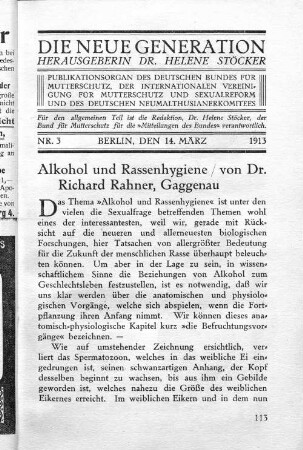 DIE NEUE GENERATION
HERAUSGEBERIN DR. HELENE STÖCKER
PUBLIKATIONSORGAN DES DEUTSCHEN BUNDES FÜR
MUTTERSCHUTZ, DER INTERNATIONALEN VEREINI-
GUNG FÜR MUTTERSCHUTZ UND SEXUALREFORM
UND DES DEUTSCHEN NEUMALTHUSIANERKOMITEES
Für den allgemeinen Teil ist die Redaktion, Dr. Helene Stöcker, der
Bund für Mutterschutz für die »Mitteilungen des Bundes« verantwortlich.
NR. 3 BERLIN, DEN 14. MÄRZ 1913
Alkohol und Rassenhygiene / von Dr.
Richard Rahner, Gaggenau
Das Thema »Alkohol und Rassenhygiene« ist unter den
vielen die Sexualfrage betreffenden Themen wohl
eines der interessantesten, weil wir, gerade mit Rück-
sicht auf die neueren und allerneuesten biologischen
Forschungen, hier Tatsachen von allergrößter Bedeutung
für die Zukunft der menschlichen Rasse überhaupt beleuch-
ten können. Um aber in der Lage zu sein, in wissen-
schaftlichem Sinne die Beziehungen von Alkohol zum
Geschlechtsleben festzustellen, ist es notwendig, daß wir
uns klar werden über die anatomischen und physiolo-
gischen Vorgänge, welche sich abspielen, wenn die Fort-
pflanzung ihren Anfang nimmt. Wir können dieses ana-
tomisch-physiologische Kapitel kurz »die Befruchtungsvor-
gänge« bezeichnen. —
Wie auf umstehender Zeichnung ersichtlich, ver-
liert das Spermatozoon, welches in das weibliche Ei ein-
gedrungen ist, seinen schwanzartigen Anhang, der Kopf
desselben beginnt zu wachsen, bis aus ihm ein Gebilde
geworden ist, welches nahezu die Größe des weiblichen
Eikernes erreicht. Im weiblichen Eikern und in dem nun
113